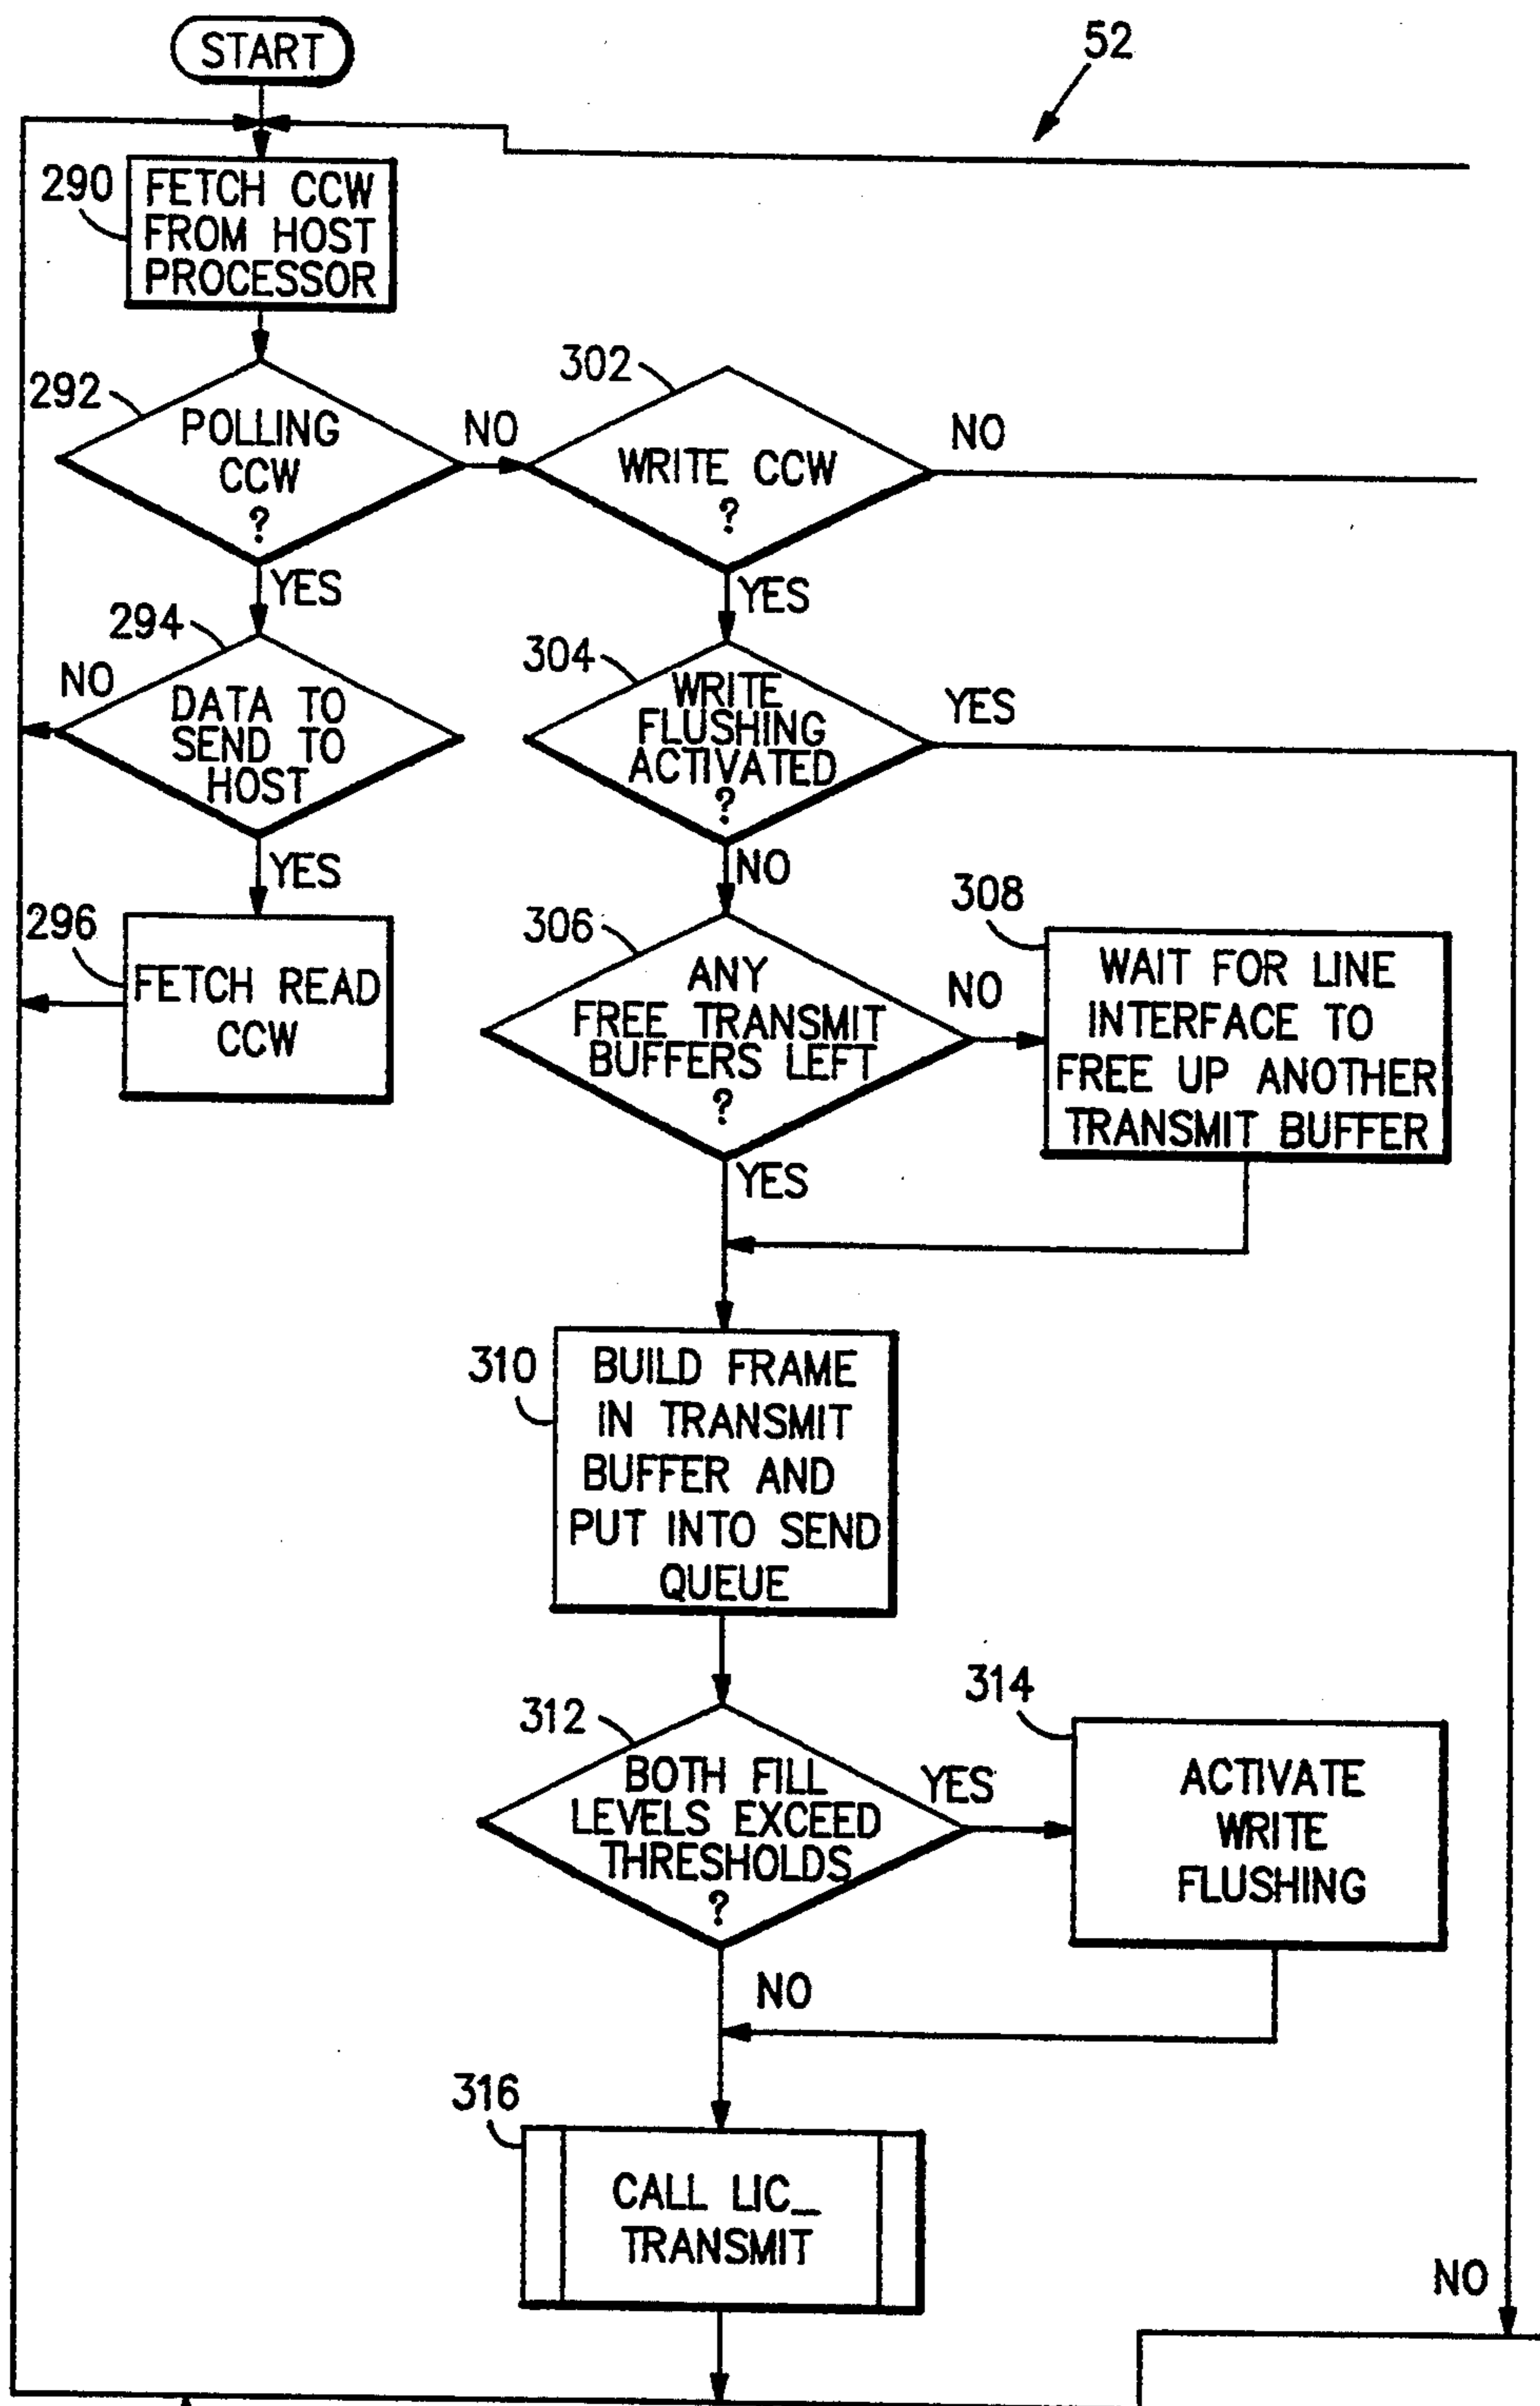 START
52
290
FETCH CCW
FROM HOST
PROCESSOR
292
POLLING
CCW
?
NO
302
WRITE CCW
?
NO
YES
YES
294
NO
DATA TO
SEND TO
HOST
304
WRITE
FLUSHING
ACTIVATED
?
YES
YES
NO
296
FETCH READ
CCW
306
ANY
FREE TRANSMIT
BUFFERS LEFT
?
NO
308
WAIT FOR LINE
INTERFACE TO
FREE UP ANOTHER
TRANSMIT BUFFER
YES
310
BUILD FRAME
IN TRANSMIT
BUFFER AND
PUT INTO SEND
QUEUE
312
BOTH FILL
LEVELS EXCEED
THRESHOLDS
?
YES
314
ACTIVATE
WRITE
FLUSHING
NO
316
CALL LIC_
TRANSMIT
NO